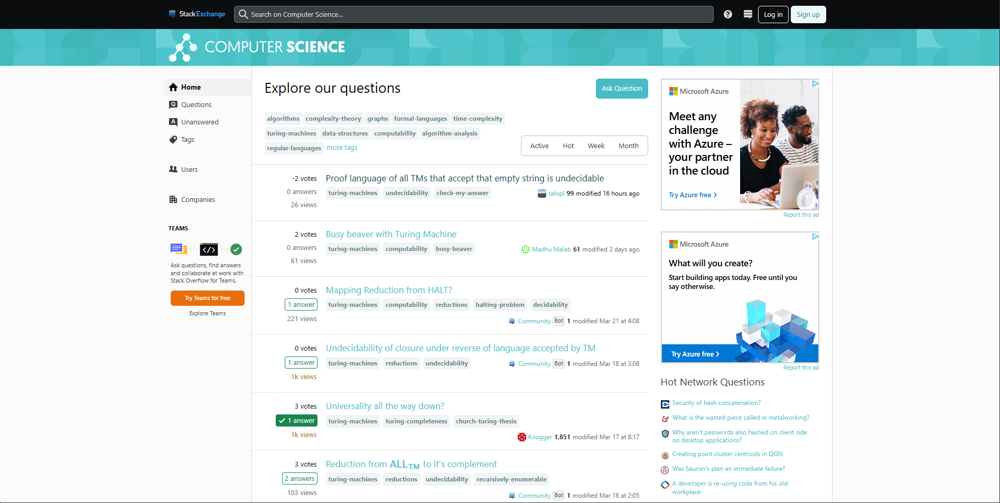 StackExchange
Search on Computer Science...
Log in
Sign up
COMPUTER SCIENCE
Home
Questions
Unanswered
Tags
Users
Companies
TEAMS
Ask questions, find answers
and collaborate at work with
Stack Overflow for Teams.
Try Teams for free
Explore Teams
Explore our questions
Ask Question
algorithms complexity-theory graphs formal-languages time-complexity
turing-machines data-structures computability algorithm-analysis
regular-languages more tags
Active Hot Week Month
-2 votes
0 answers
26 views
Proof language of all TMs that accept that empty string is undecidable
turing-machines undecidability check-my-answer
talopl 99 modified 16 hours ago
2 votes
0 answers
61 views
Busy beaver with Turing Machine
turing-machines computability busy-beaver
Madhu Malati 61 modified 2 days ago
0 votes
1 answer
221 views
Mapping Reduction from HALT?
turing-machines computability reductions halting-problem decidability
Community Bot 1 modified Mar 21 at 4:08
0 votes
1 answer
1k views
Undecidability of closure under reverse of language accepted by TM
turing-machines reductions undecidability
Community Bot 1 modified Mar 18 at 3:08
3 votes
1 answer
1k views
Universality all the way down?
turing-machines turing-completeness church-turing-thesis
Knogger 1,851 modified Mar 17 at 8:17
3 votes
2 answers
103 views
Reduction from ALL_TM to it's complement
turing-machines reductions undecidability recursively-enumerable
Community Bot 1 modified Mar 16 at 2:05
Microsoft Azure
Meet any
challenge
with Azure –
your partner
in the cloud
Try Azure free >
Report this ad
Microsoft Azure
What will you create?
Start building apps today. Free until you
say otherwise.
Try Azure free >
Report this ad
Hot Network Questions
Security of hash concatenation?
What is the wasted piece called in metalworking?
Why aren't passwords also hashed on client side
on desktop applications?
Creating point cluster centroids in QGIS
Was Sauron's plan an immediate failure?
A developer is re-using code from his old
workplace